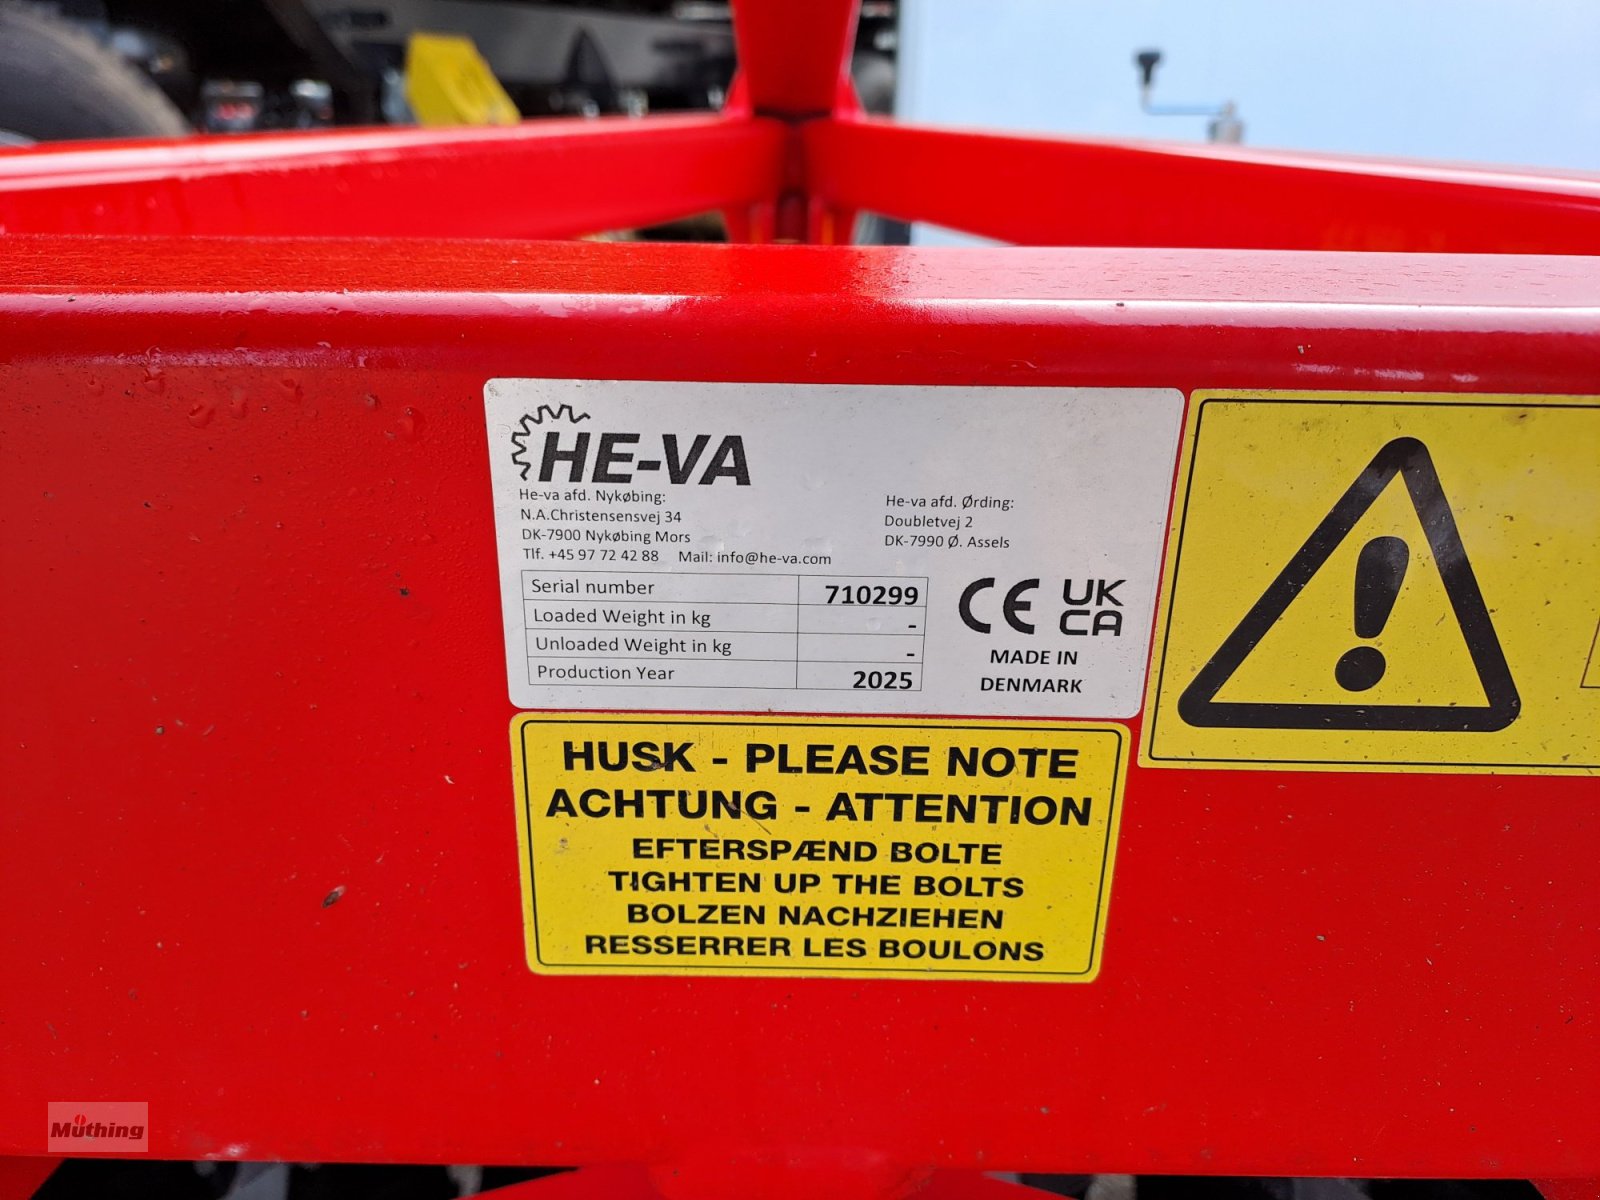 HE-VA
He-va afd. Nykøbing:
N.A.Christensensvej 34
DK-7900 Nykøbing Mors
Tlf. +45 97 72 42 88 Mail: info@he-va.com
He-va afd. Ørding:
Doubletvej 2
DK-7990 Ø. Assels
Serial number 710299
Loaded Weight in kg -
Unloaded Weight in kg -
Production Year 2025
CE UK
CA
MADE IN
DENMARK
HUSK - PLEASE NOTE
ACHTUNG - ATTENTION
EFTERSPÆND BOLTE
TIGHTEN UP THE BOLTS
BOLZEN NACHZIEHEN
RESSERRER LES BOULONS
Müthing